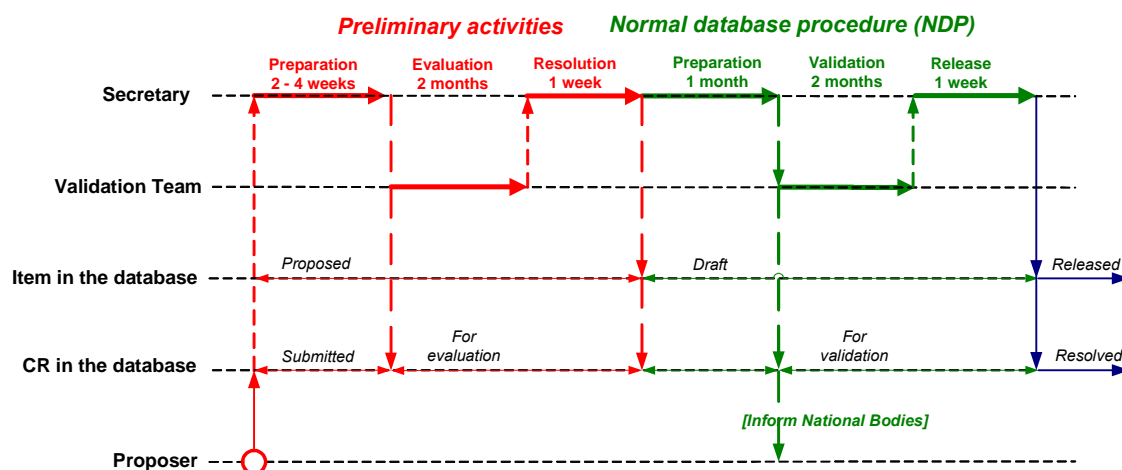 Preliminary activities
Normal database procedure (NDP)
Preparation
2 - 4 weeks
Evaluation
2 months
Resolution
1 week
Preparation
1 month
Validation
2 months
Release
1 week
Secretary
Validation Team
Item in the database
Proposed
Draft
Released
CR in the database
Submitted
For
evaluation
For
validation
Resolved
[Inform National Bodies]
Proposer